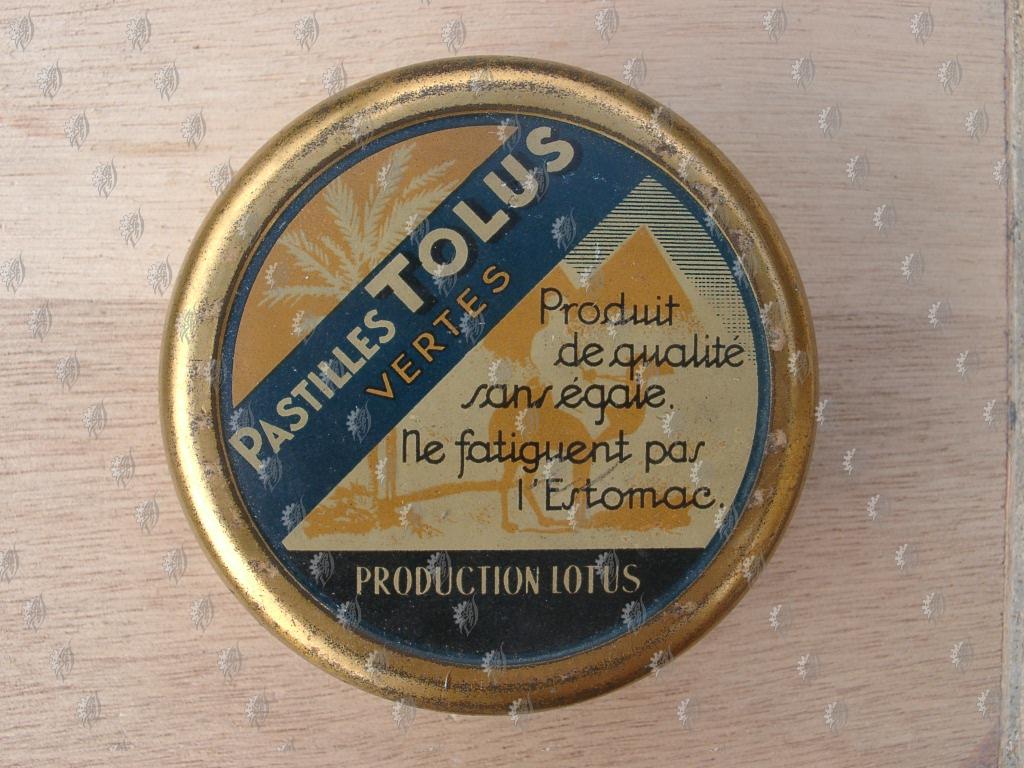 PASTILLES TOLUS
VERTES
Produit
de qualité
sans égale.
Ne fatiguent pas
l'Estomac.
PRODUCTION LOTUS